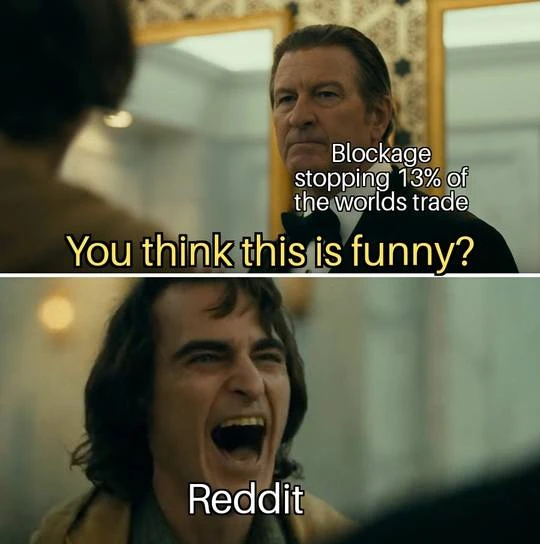 Blockage
stopping 13% of
the worlds trade
You think this is funny?
Reddit